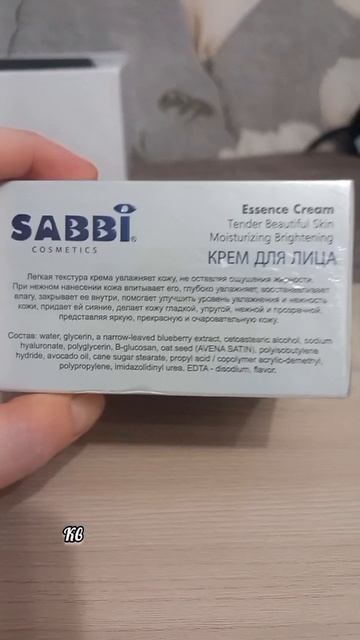 SABBi®
COSMETICS
Essence Cream
Tender Beautiful Skin
Moisturizing Brightening
КРЕМ ДЛЯ ЛИЦА
Легкая текстура крема увлажняет кожу, не оставляя ощущения жирности.
При нежном нанесении кожа впитывает его, глубоко увлажняет, восстанавливает
влагу, закрывает ее внутри, помогает улучшить уровень увлажнения и нежность
кожи, придает ей сияние, делает кожу гладкой, упругой, нежной и прозрачной,
представляя яркую, прекрасную и очаровательную кожу.
Состав: water, glycerin, a narrow-leaved blueberry extract, cetoastearic alcohol, sodium
hyaluronate, polyglycerin, B-glucosan, oat seed (AVENA SATIN), polyisobutylene
hydride, avocado oil, cane sugar stearate, propyl acid / copolymer acrylic-demethyl,
polypropylene, imidazolidinyl urea, EDTA - disodium, flavor.
Кв